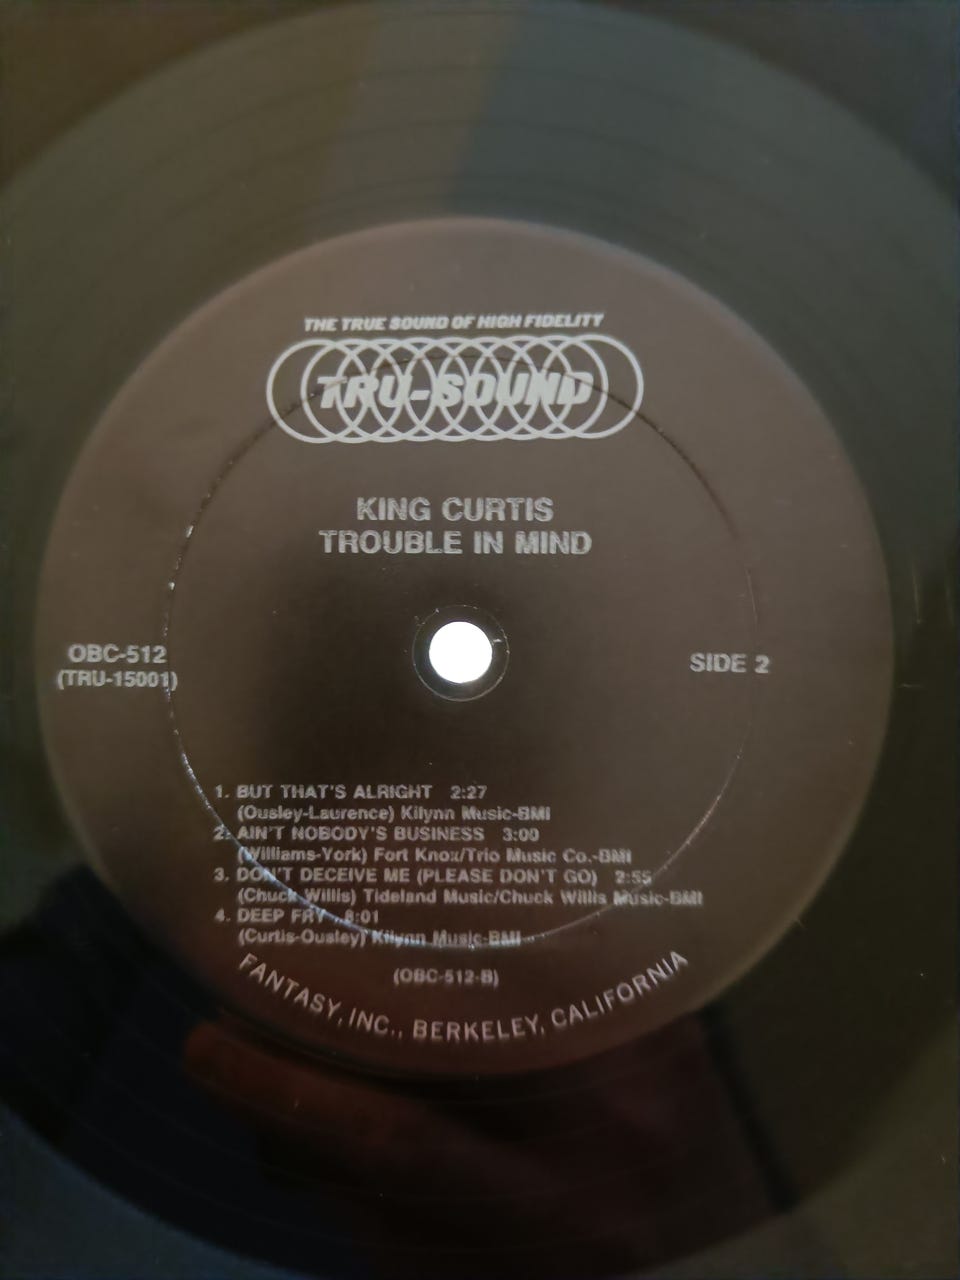 THE TRUE SOUND OF HIGH FIDELITY
TRU-SOUND
KING CURTIS
TROUBLE IN MIND
OBC-512
(TRU-15001)
SIDE 2
1. BUT THAT'S ALRIGHT 2:27
(Ousley-Laurence) Kilynn Music-BMI
2. AIN'T NOBODY'S BUSINESS 3:00
(Williams-York) Fort Knox/Trio Music Co.-BMI
3. DON'T DECEIVE ME (PLEASE DON'T GO) 2:55
(Chuck Willis) Tideland Music/Chuck Willis Music-BMI
4. DEEP FRY 8:01
(Curtis-Ousley) Kilynn Music-BMI
(OBC-512-B)
FANTASY, INC., BERKELEY, CALIFORNIA